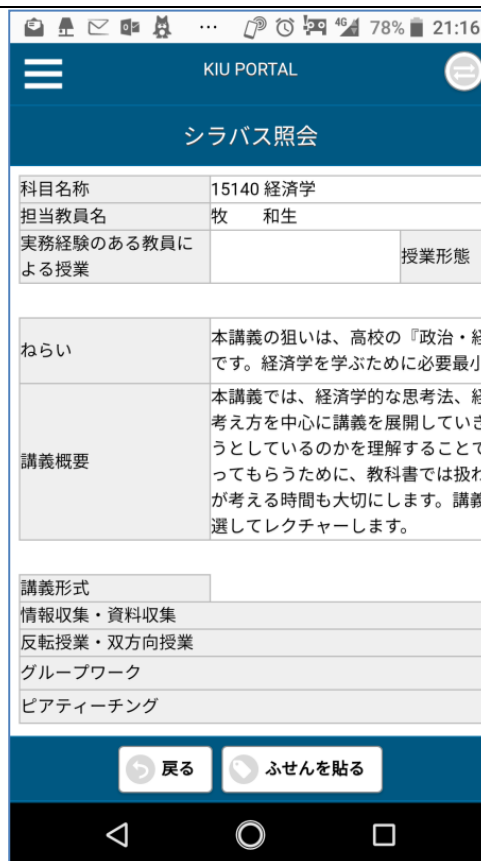 … 4G 78% 21:16
KIU PORTAL
シラバス照会
科目名称 15140 経済学
担当教員名 牧 和生
実務経験のある教員に
よる授業
授業形態
ねらい
本講義の狙いは、高校の『政治・経
です。経済学を学ぶために必要最小
講義概要
本講義では、経済学的な思考法、経
考え方を中心に講義を展開していき
うとしているのかを理解することで
ってもらうために、教科書では扱わ
が考える時間も大切にします。講義
選してレクチャーします。
講義形式
情報収集・資料収集
反転授業・双方向授業
グループワーク
ピアティーチング
戻る ふせんを貼る